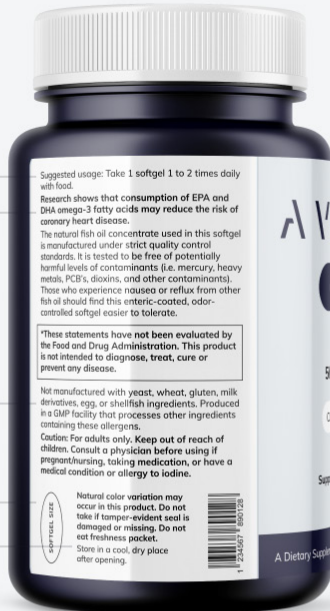 Suggested usage: Take 1 softgel 1 to 2 times daily
with food.
Research shows that consumption of EPA and
DHA omega-3 fatty acids may reduce the risk of
coronary heart disease.
The natural fish oil concentrate used in this softgel
is manufactured under strict quality control
standards. It is tested to be free of potentially
harmful levels of contaminants (i.e. mercury, heavy
metals, PCB's, dioxins, and other contaminants).
Those who experience nausea or reflux from other
fish oil should find this enteric-coated, odor-
controlled softgel easier to tolerate.
*These statements have not been evaluated by
the Food and Drug Administration. This product
is not intended to diagnose, treat, cure or
prevent any disease.
Not manufactured with yeast, wheat, gluten, milk
derivatives, egg, or shellfish ingredients. Produced
in a GMP facility that processes other ingredients
containing these allergens.
Caution: For adults only. Keep out of reach of
children. Consult a physician before using if
pregnant/nursing, taking medication, or have a
medical condition or allergy to iodine.
SOFTGEL SIZE
Natural color variation may
occur in this product. Do not
take if tamper-evident seal is
damaged or missing. Do not
eat freshness packet.
Store in a cool, dry place
after opening.
1 234567 890128
A Dietary